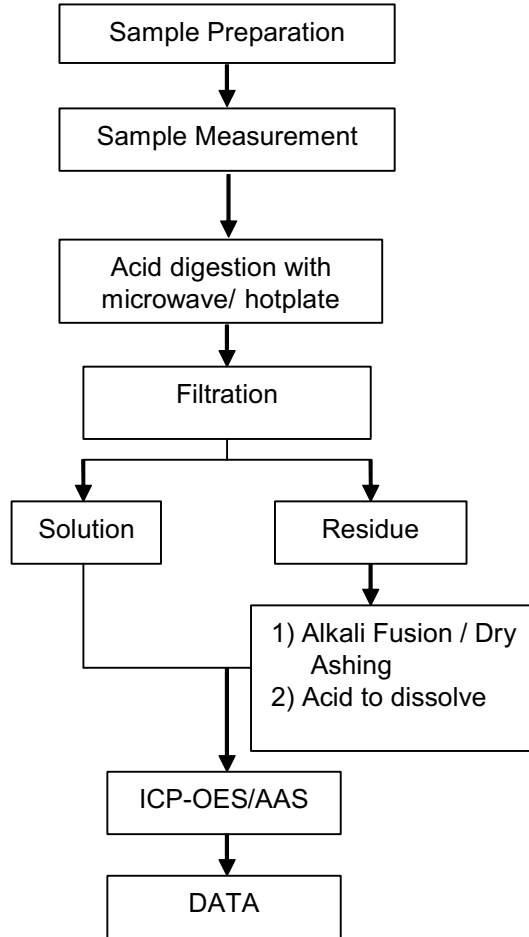 Sample Preparation
Sample Measurement
Acid digestion with
microwave/ hotplate
Filtration
Solution
Residue
1) Alkali Fusion / Dry
Ashing
2) Acid to dissolve
ICP-OES/AAS
DATA